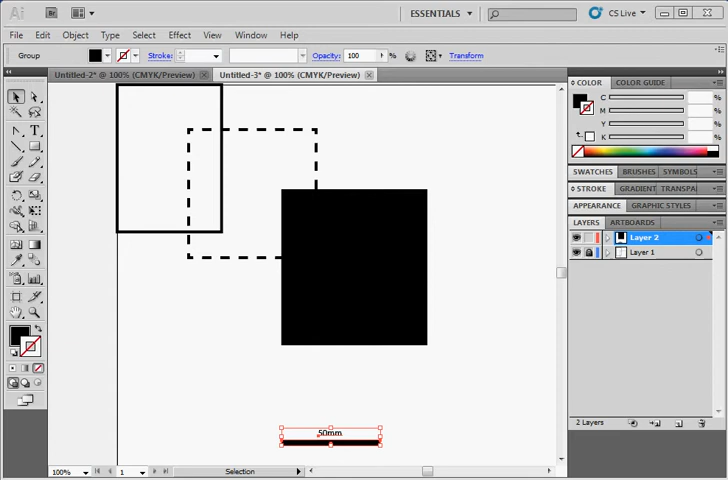 Ai Br ESSENTIALS CS Live
File Edit Object Type Select Effect View Window Help
Group Stroke: Opacity: 100 % Transform
Untitled-2* @ 100% (CMYK/Preview) Untitled-3* @ 100% (CMYK/Preview)
COLOR COLOR GUIDE
C %
M %
Y %
K %
SWATCHES BRUSHES SYMBOLS
STROKE GRADIENT TRANSPA
APPEARANCE GRAPHIC STYLES
LAYERS ARTBOARDS
Layer 2
Layer 1
50mm
2 Layers
100% 1 Selection